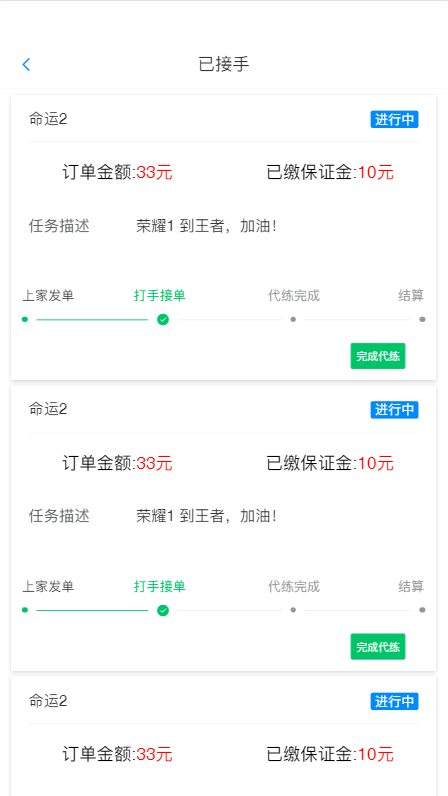 已接手
命运2 进行中
订单金额:33元 已缴保证金:10元
任务描述 荣耀1 到王者，加油!
上家发单 打手接单 代练完成 结算
完成代练
命运2 进行中
订单金额:33元 已缴保证金:10元
任务描述 荣耀1 到王者，加油!
上家发单 打手接单 代练完成 结算
完成代练
命运2 进行中
订单金额:33元 已缴保证金:10元